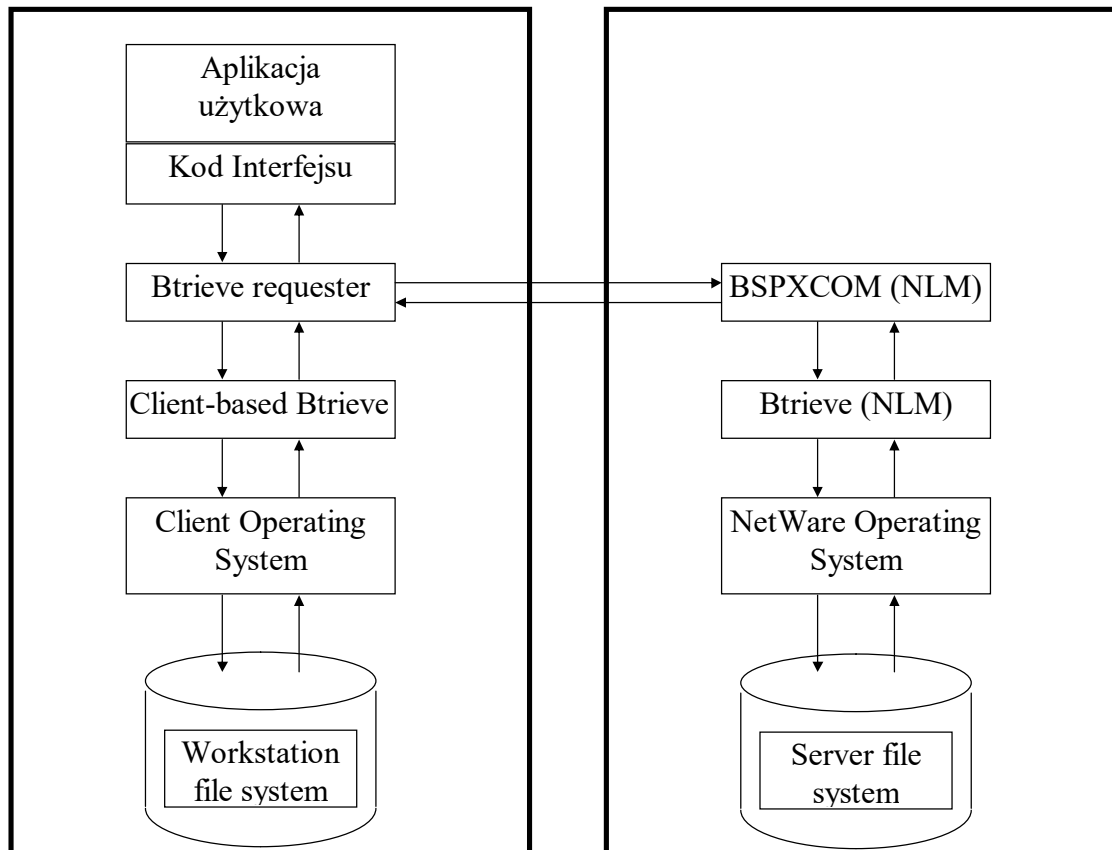 Aplikacja
użytkowa
Kod Interfejsu
Btrieve requester
Client-based Btrieve
Client Operating
System
Workstation
file system
BSPXCOM (NLM)
Btrieve (NLM)
NetWare Operating
System
Server file
system